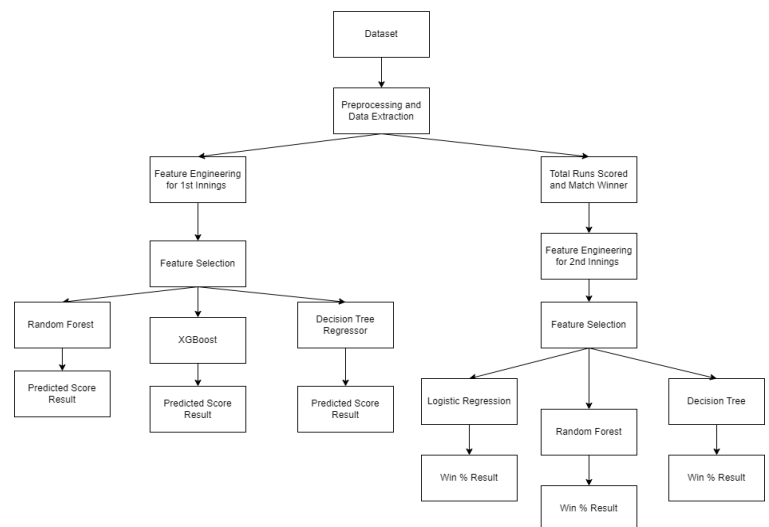 Dataset
Preprocessing and
Data Extraction
Feature Engineering
for 1st Innings
Total Runs Scored
and Match Winner
Feature Selection
Feature Engineering
for 2nd Innings
Random Forest
XGBoost
Decision Tree
Regressor
Feature Selection
Predicted Score
Result
Predicted Score
Result
Predicted Score
Result
Logistic Regression
Random Forest
Decision Tree
Win % Result
Win % Result
Win % Result